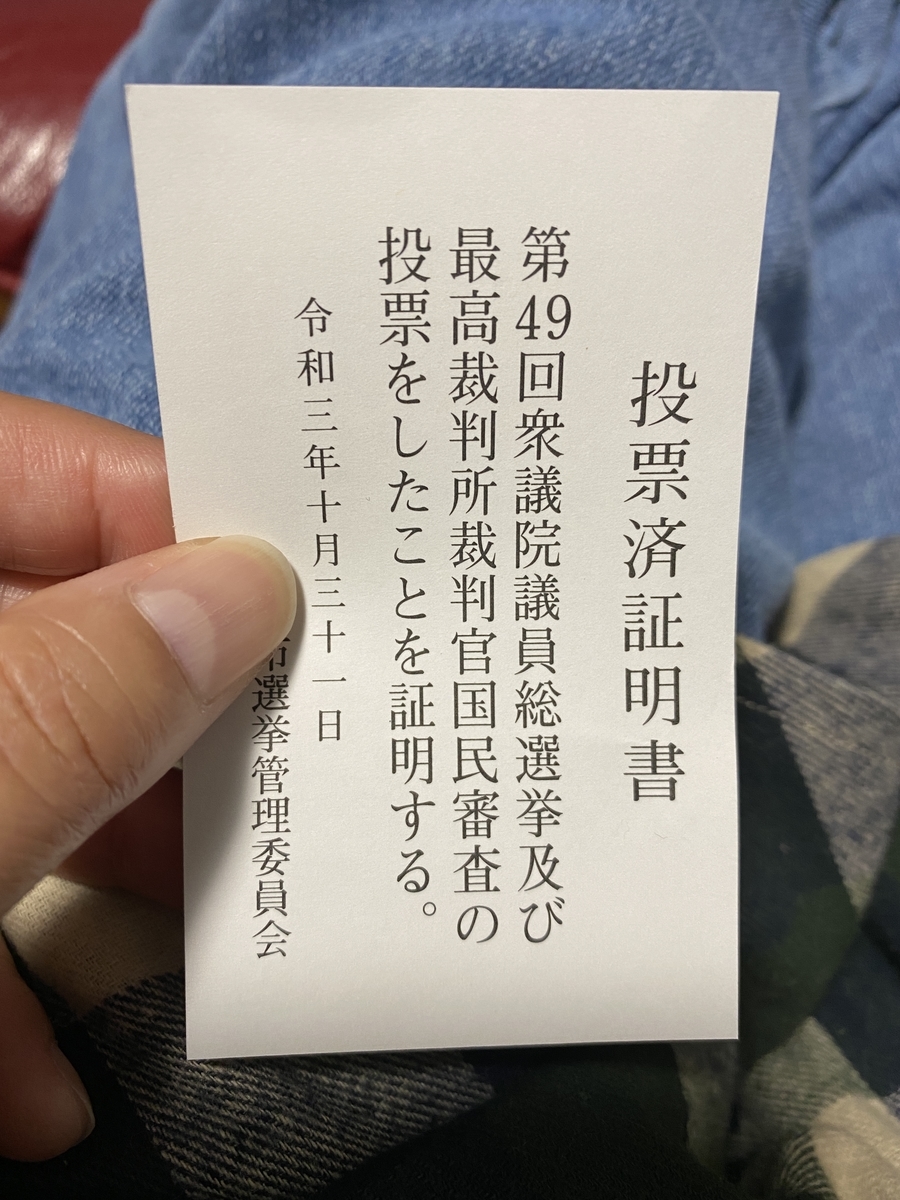 投票済証明書
第49回衆議院議員総選挙及び
最高裁判所裁判官国民審査の
投票をしたことを証明する。
令和三年十月三十一日
市選挙管理委員会